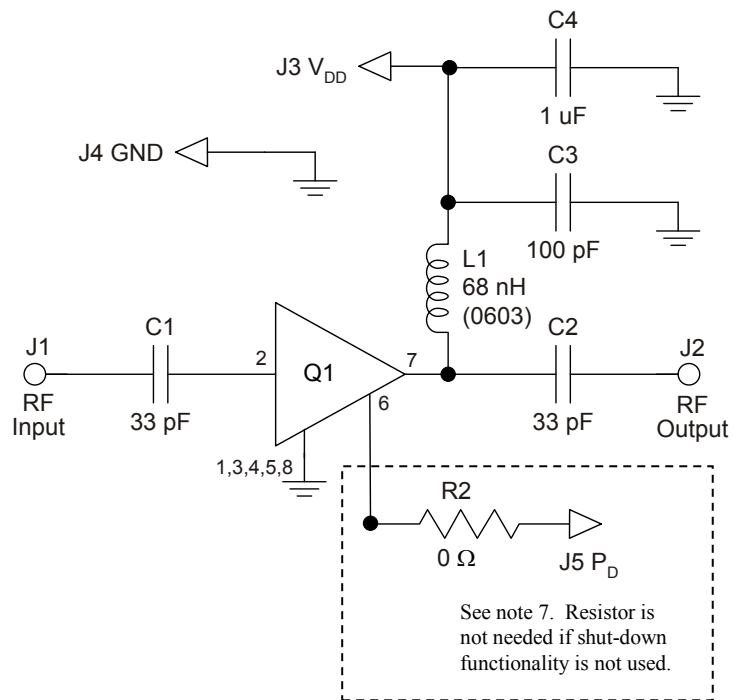 C4
J3 V_DD
1 uF
J4 GND
C3
100 pF
L1
68 nH
(0603)
C1
C2
J1
2
Q1
7
J2
6
RF
Input
33 pF
33 pF
RF
Output
1,3,4,5,8
R2
0 Ω
J5 P_D
See note 7. Resistor is
not needed if shut-down
functionality is not used.